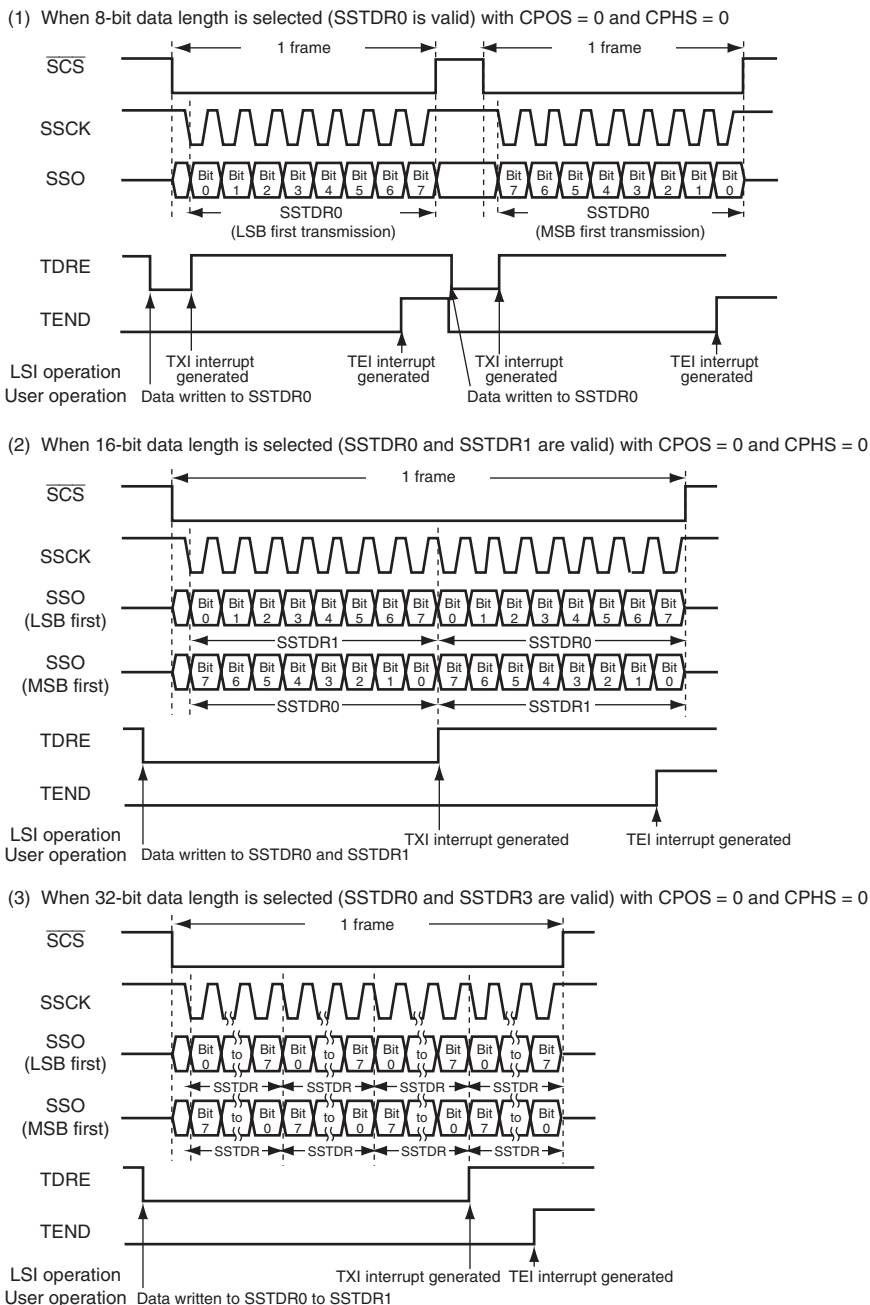 (1) When 8-bit data length is selected (SSTDR0 is valid) with CPOS = 0 and CPHS = 0
1 frame 1 frame
SCS
SSCK
SSO Bit 0 Bit 1 Bit 2 Bit 3 Bit 4 Bit 5 Bit 6 Bit 7 Bit 7 Bit 6 Bit 5 Bit 4 Bit 3 Bit 2 Bit 1 Bit 0
SSTDR0 SSTDR0
(LSB first transmission) (MSB first transmission)
TDRE
TEND
LSI operation TXI interrupt generated TEI interrupt generated TXI interrupt generated TEI interrupt generated
User operation Data written to SSTDR0 Data written to SSTDR0
(2) When 16-bit data length is selected (SSTDR0 and SSTDR1 are valid) with CPOS = 0 and CPHS = 0
1 frame
SCS
SSCK
SSO (LSB first) Bit 0 Bit 1 Bit 2 Bit 3 Bit 4 Bit 5 Bit 6 Bit 7 Bit 0 Bit 1 Bit 2 Bit 3 Bit 4 Bit 5 Bit 6 Bit 7
SSTDR1 SSTDR0
SSO (MSB first) Bit 7 Bit 6 Bit 5 Bit 4 Bit 3 Bit 2 Bit 1 Bit 0 Bit 7 Bit 6 Bit 5 Bit 4 Bit 3 Bit 2 Bit 1 Bit 0
SSTDR0 SSTDR1
TDRE
TEND
LSI operation TXI interrupt generated TEI interrupt generated
User operation Data written to SSTDR0 and SSTDR1
(3) When 32-bit data length is selected (SSTDR0 and SSTDR3 are valid) with CPOS = 0 and CPHS = 0
1 frame
SCS
SSCK
SSO (LSB first) Bit 0 to Bit 7 Bit 0 to Bit 7 Bit 0 to Bit 7 Bit 0 to Bit 7
SSTDR SSTDR SSTDR SSTDR
SSO (MSB first) Bit 7 to Bit 0 Bit 7 to Bit 0 Bit 7 to Bit 0 Bit 7 to Bit 0
SSTDR SSTDR SSTDR SSTDR
TDRE
TEND
LSI operation TXI interrupt generated TEI interrupt generated
User operation Data written to SSTDR0 to SSTDR1